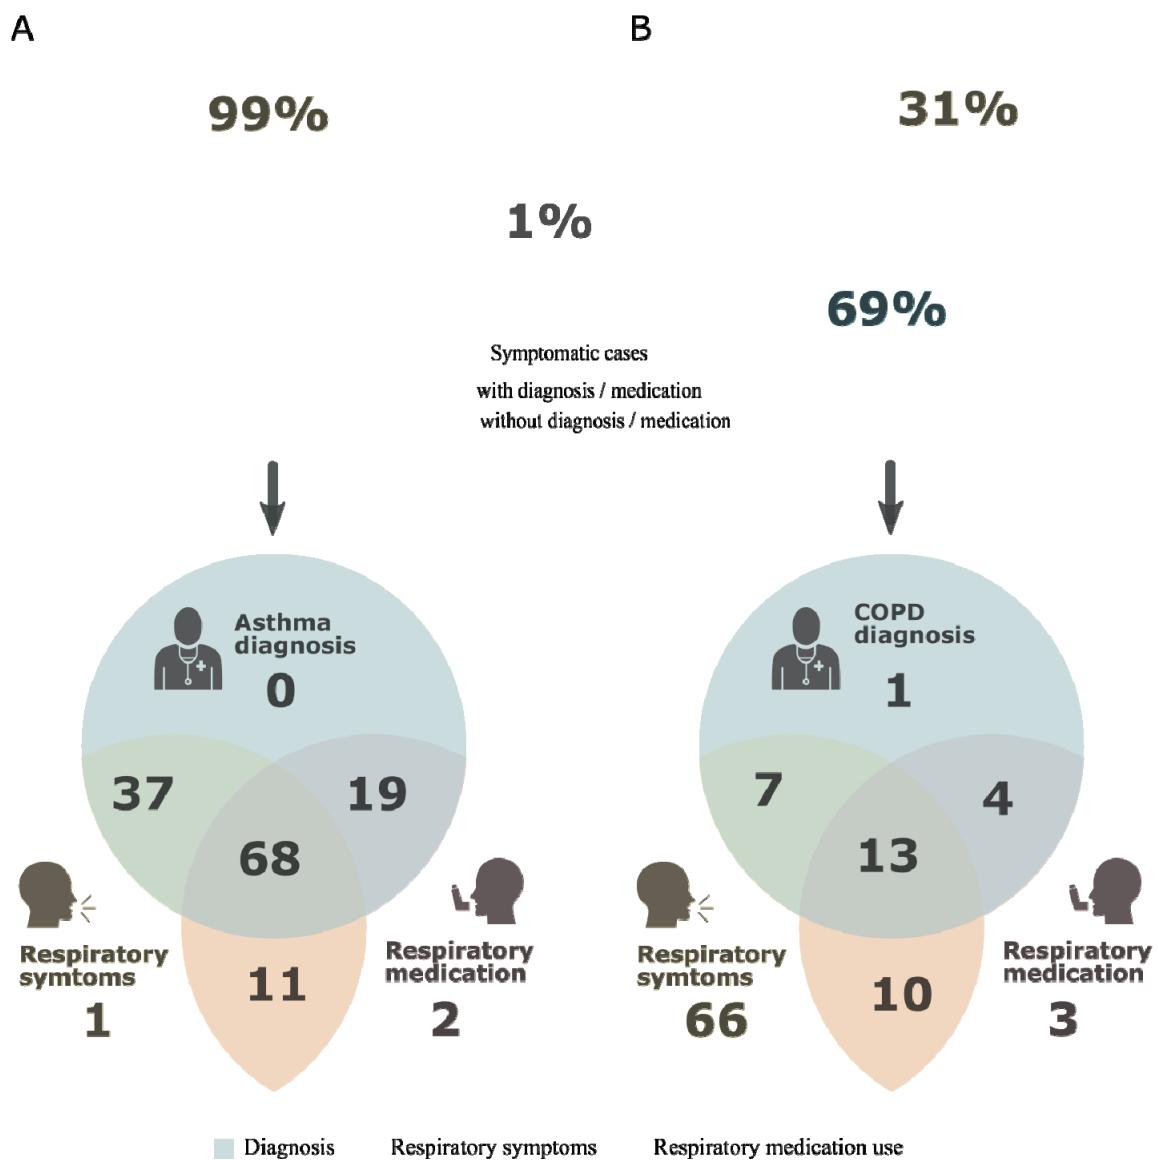 A
B
99%
31%
1%
69%
Symptomatic cases
with diagnosis / medication
without diagnosis / medication
Asthma
diagnosis
0
37
19
68
Respiratory
symtoms
1
11
Respiratory
medication
2
COPD
diagnosis
1
7
4
13
Respiratory
symtoms
66
10
Respiratory
medication
3
Diagnosis
Respiratory symptoms
Respiratory medication use